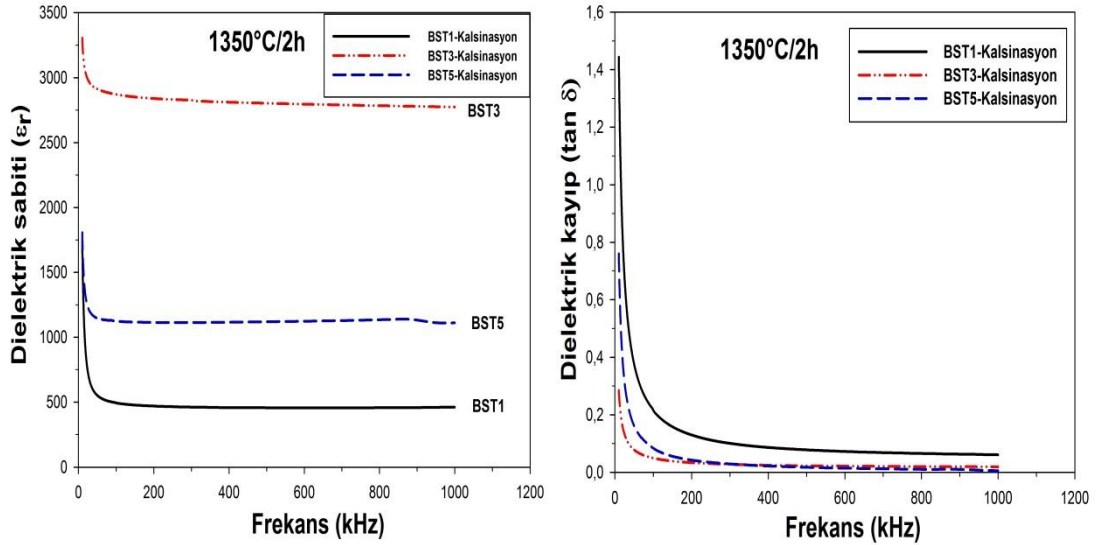 1350°C/2h
BST1-Kalsinasyon
BST3-Kalsinasyon
BST5-Kalsinasyon
Dielektrik sabiti (εr)
3500
3000
2500
2000
1500
1000
500
0
BST3
BST5
BST1
0
200
400
600
800
1000
1200
Frekans (kHz)
1350°C/2h
BST1-Kalsinasyon
BST3-Kalsinasyon
BST5-Kalsinasyon
Dielektrik kayıp (tan δ)
1,6
1,4
1,2
1,0
0,8
0,6
0,4
0,2
0,0
0
200
400
600
800
1000
1200
Frekans (kHz)